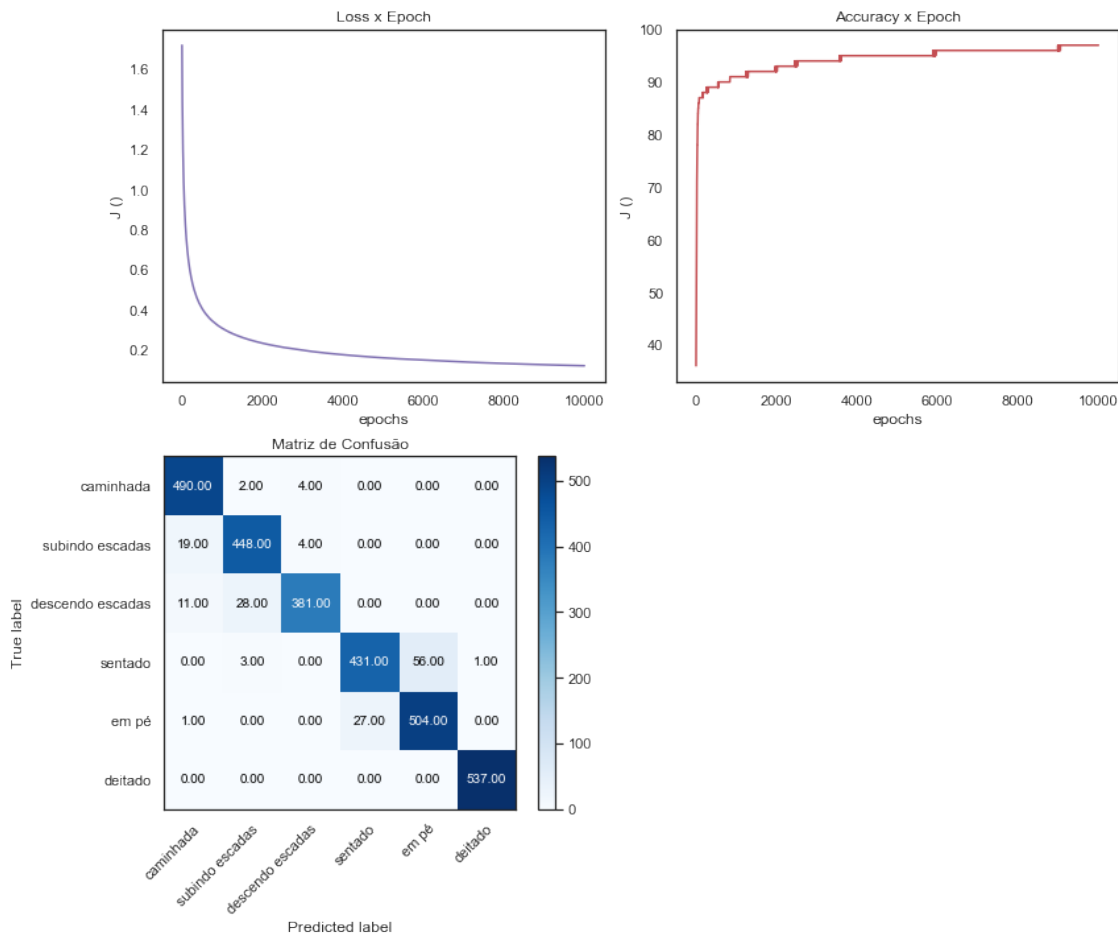 Loss x Epoch
1.6
1.4
1.2
1.0
0.8
0.6
0.4
0.2
J ()
0 2000 4000 6000 8000 10000
epochs
Accuracy x Epoch
100
90
80
70
60
50
40
J ()
0 2000 4000 6000 8000 10000
epochs
Matriz de Confusão
True label
caminhada 490.00 2.00 4.00 0.00 0.00 0.00
subindo escadas 19.00 448.00 4.00 0.00 0.00 0.00
descendo escadas 11.00 28.00 381.00 0.00 0.00 0.00
sentado 0.00 3.00 0.00 431.00 56.00 1.00
em pé 1.00 0.00 0.00 27.00 504.00 0.00
deitado 0.00 0.00 0.00 0.00 0.00 537.00
caminhada subindo escadas descendo escadas sentado em pé deitado
Predicted label
500
400
300
200
100
0